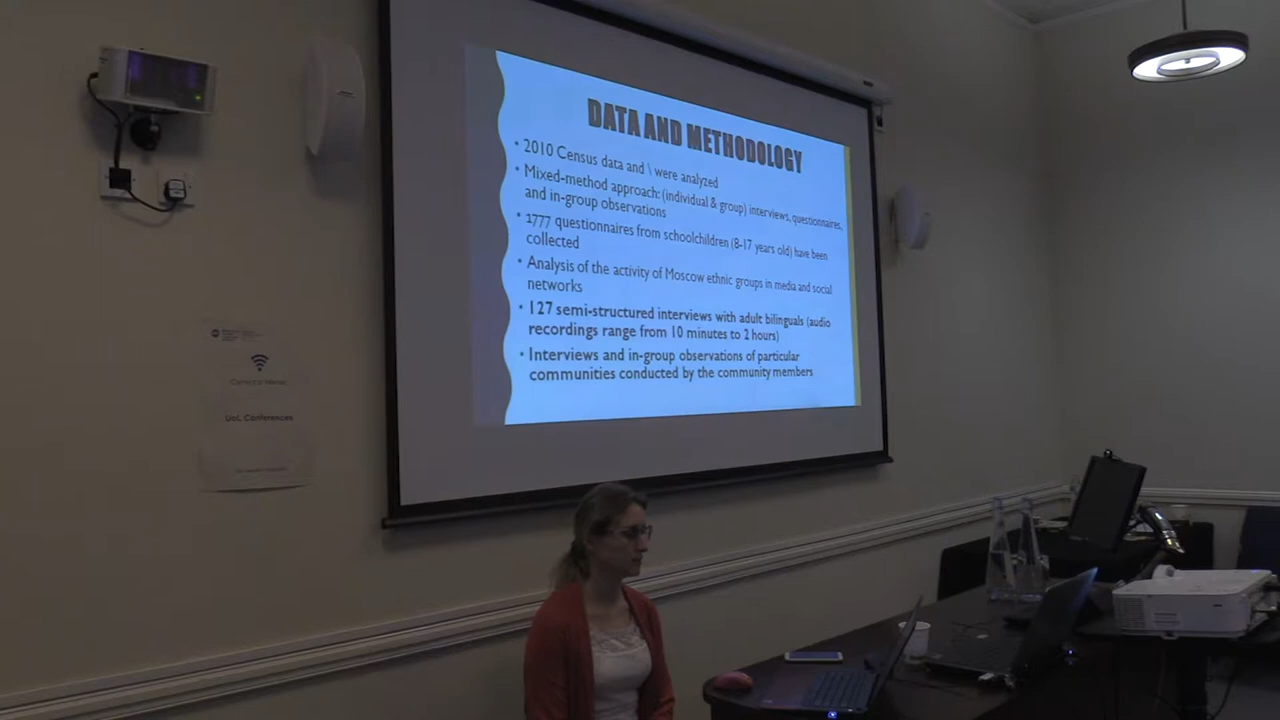 DATA AND METHODOLOGY
• 2010 Census data and \ were analyzed
• Mixed-method approach: (individual & group) interviews, questionnaires,
and in-group observations
• 1777 questionnaires from schoolchildren (8-17 years old) have been
collected
• Analysis of the activity of Moscow ethnic groups in media and social
networks
• 127 semi-structured interviews with adult bilinguals (audio
recordings range from 10 minutes to 2 hours)
• Interviews and in-group observations of particular
communities conducted by the community members
UoL Conferences